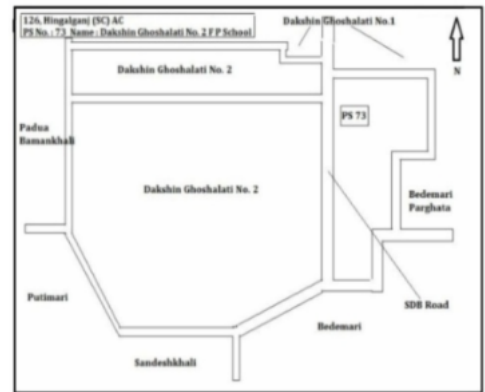 126, Hingalganj (SC) AC
PS No. : 73 Name : Dakshin Ghoshalati No. 2 F P School
Dakshin Ghoshalati No.1
N
Dakshin Ghoshalati No. 2
PS 73
Padua
Bamankhali
Dakshin Ghoshalati No. 2
Bedemari
Parghata
Putimari
SDB Road
Bedemari
Sandeshkhali